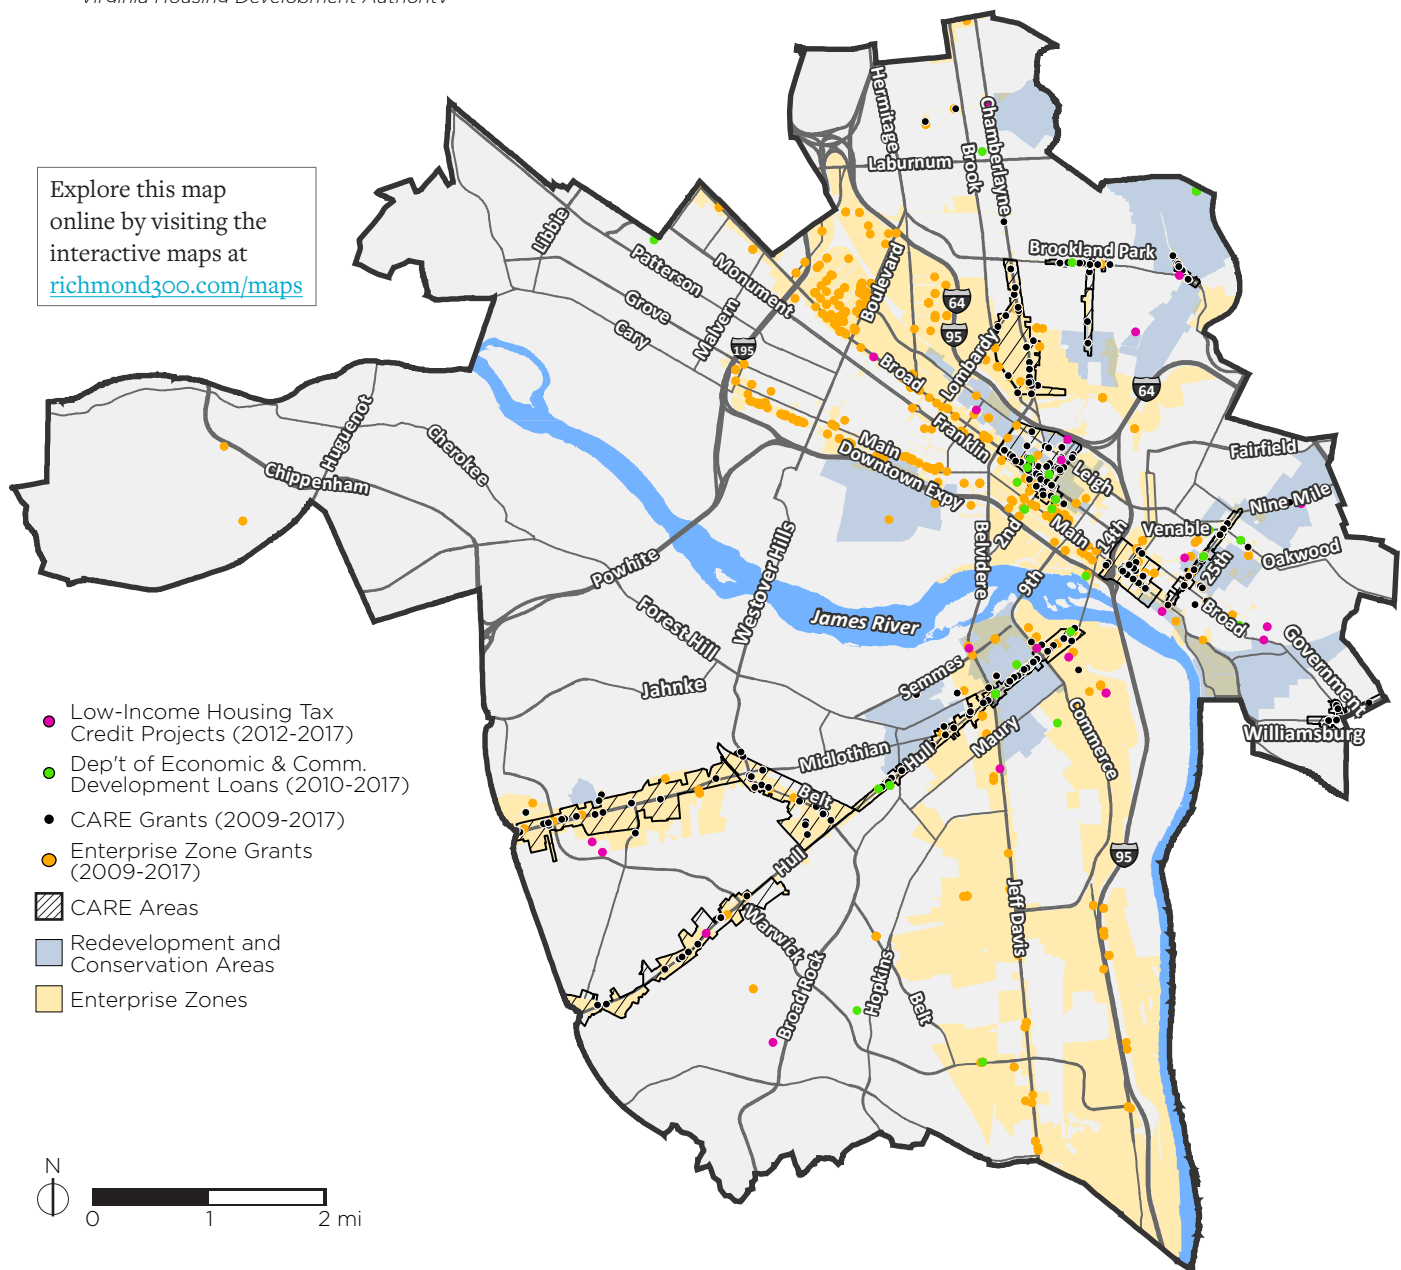 Virginia Housing Development Authority
Explore this map
online by visiting the
interactive maps at
richmond300.com/maps
Hermitage
Chamberlayne
Brook
Laburnum
Libbie
Patterson
Monument
Boulevard
Brookland Park
Grove
Cary
Malvern
195
64
95
Lombardy
Broad
64
Huguenot
Cherokee
Chippenham
Franklin
Main
Downtown Expy
Leigh
Fairfield
Nine Mile
Venable
Oakwood
25th
14th
Main
2nd
Belvidere
9th
Broad
Government
Williamsburg
Powhite
Westover Hills
James River
Forest Hill
Jahnke
Semmes
Commerce
Maury
Hull
Midlothian
Belt
Hull
95
Jeff Davis
Warwick
Broad Rock
Hopkins
Belt
Low-Income Housing Tax
Credit Projects (2012-2017)
Dep't of Economic & Comm.
Development Loans (2010-2017)
CARE Grants (2009-2017)
Enterprise Zone Grants
(2009-2017)
CARE Areas
Redevelopment and
Conservation Areas
Enterprise Zones
N
0 1 2 mi